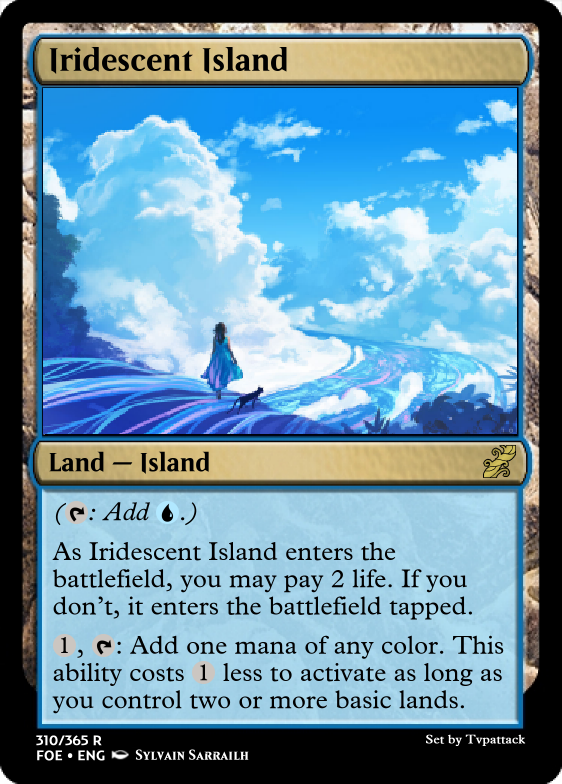 Iridescent Island
Land — Island
(: Add .)
As Iridescent Island enters the
battlefield, you may pay 2 life. If you
don't, it enters the battlefield tapped.
1, : Add one mana of any color. This
ability costs 1 less to activate as long as
you control two or more basic lands.
310/365 R
FOE • ENG Sylvain Sarrailh
Set by Tvpattack